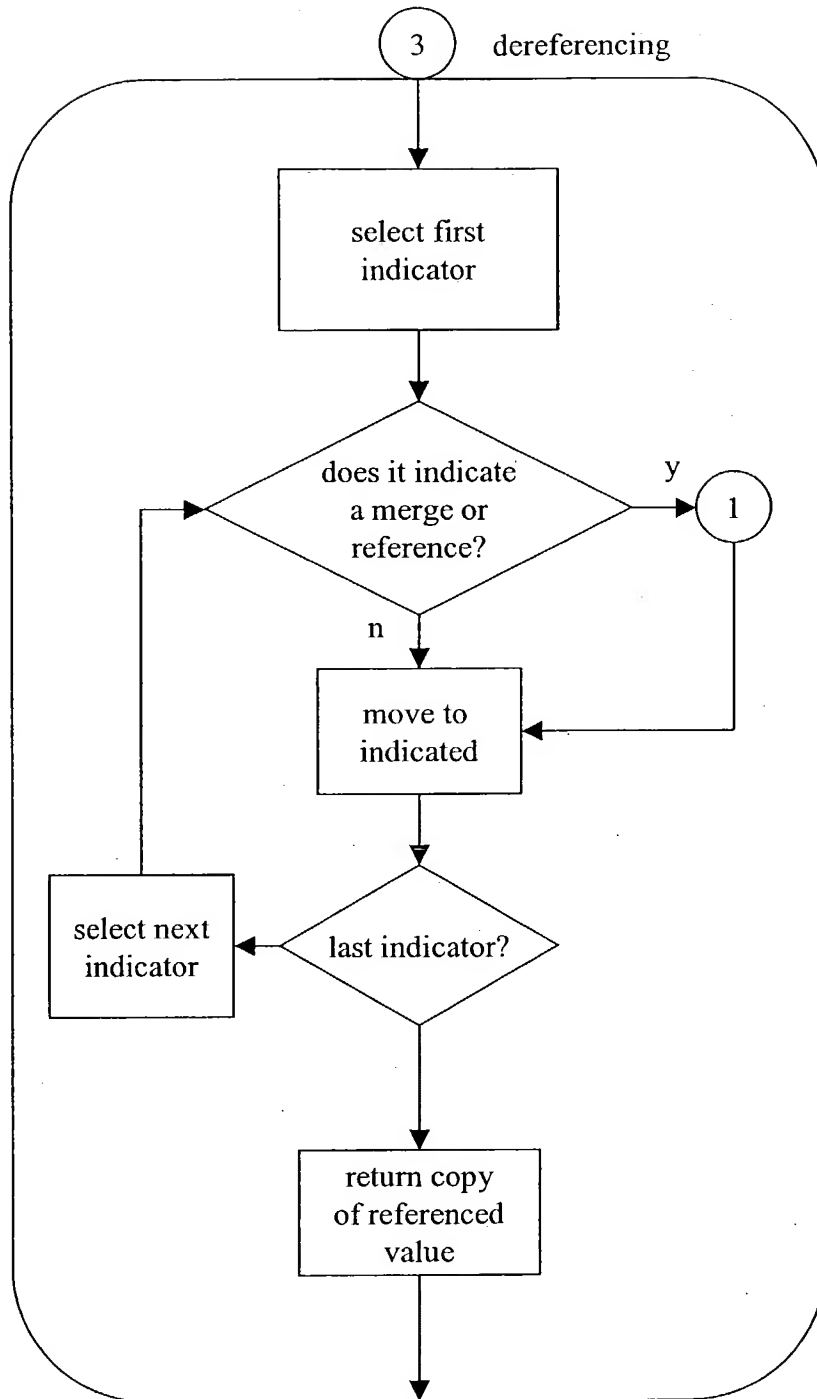 3 dereferencing
select first
indicator
does it indicate
a merge or
reference?
y
1
n
move to
indicated
select next
indicator
last indicator?
return copy
of referenced
value